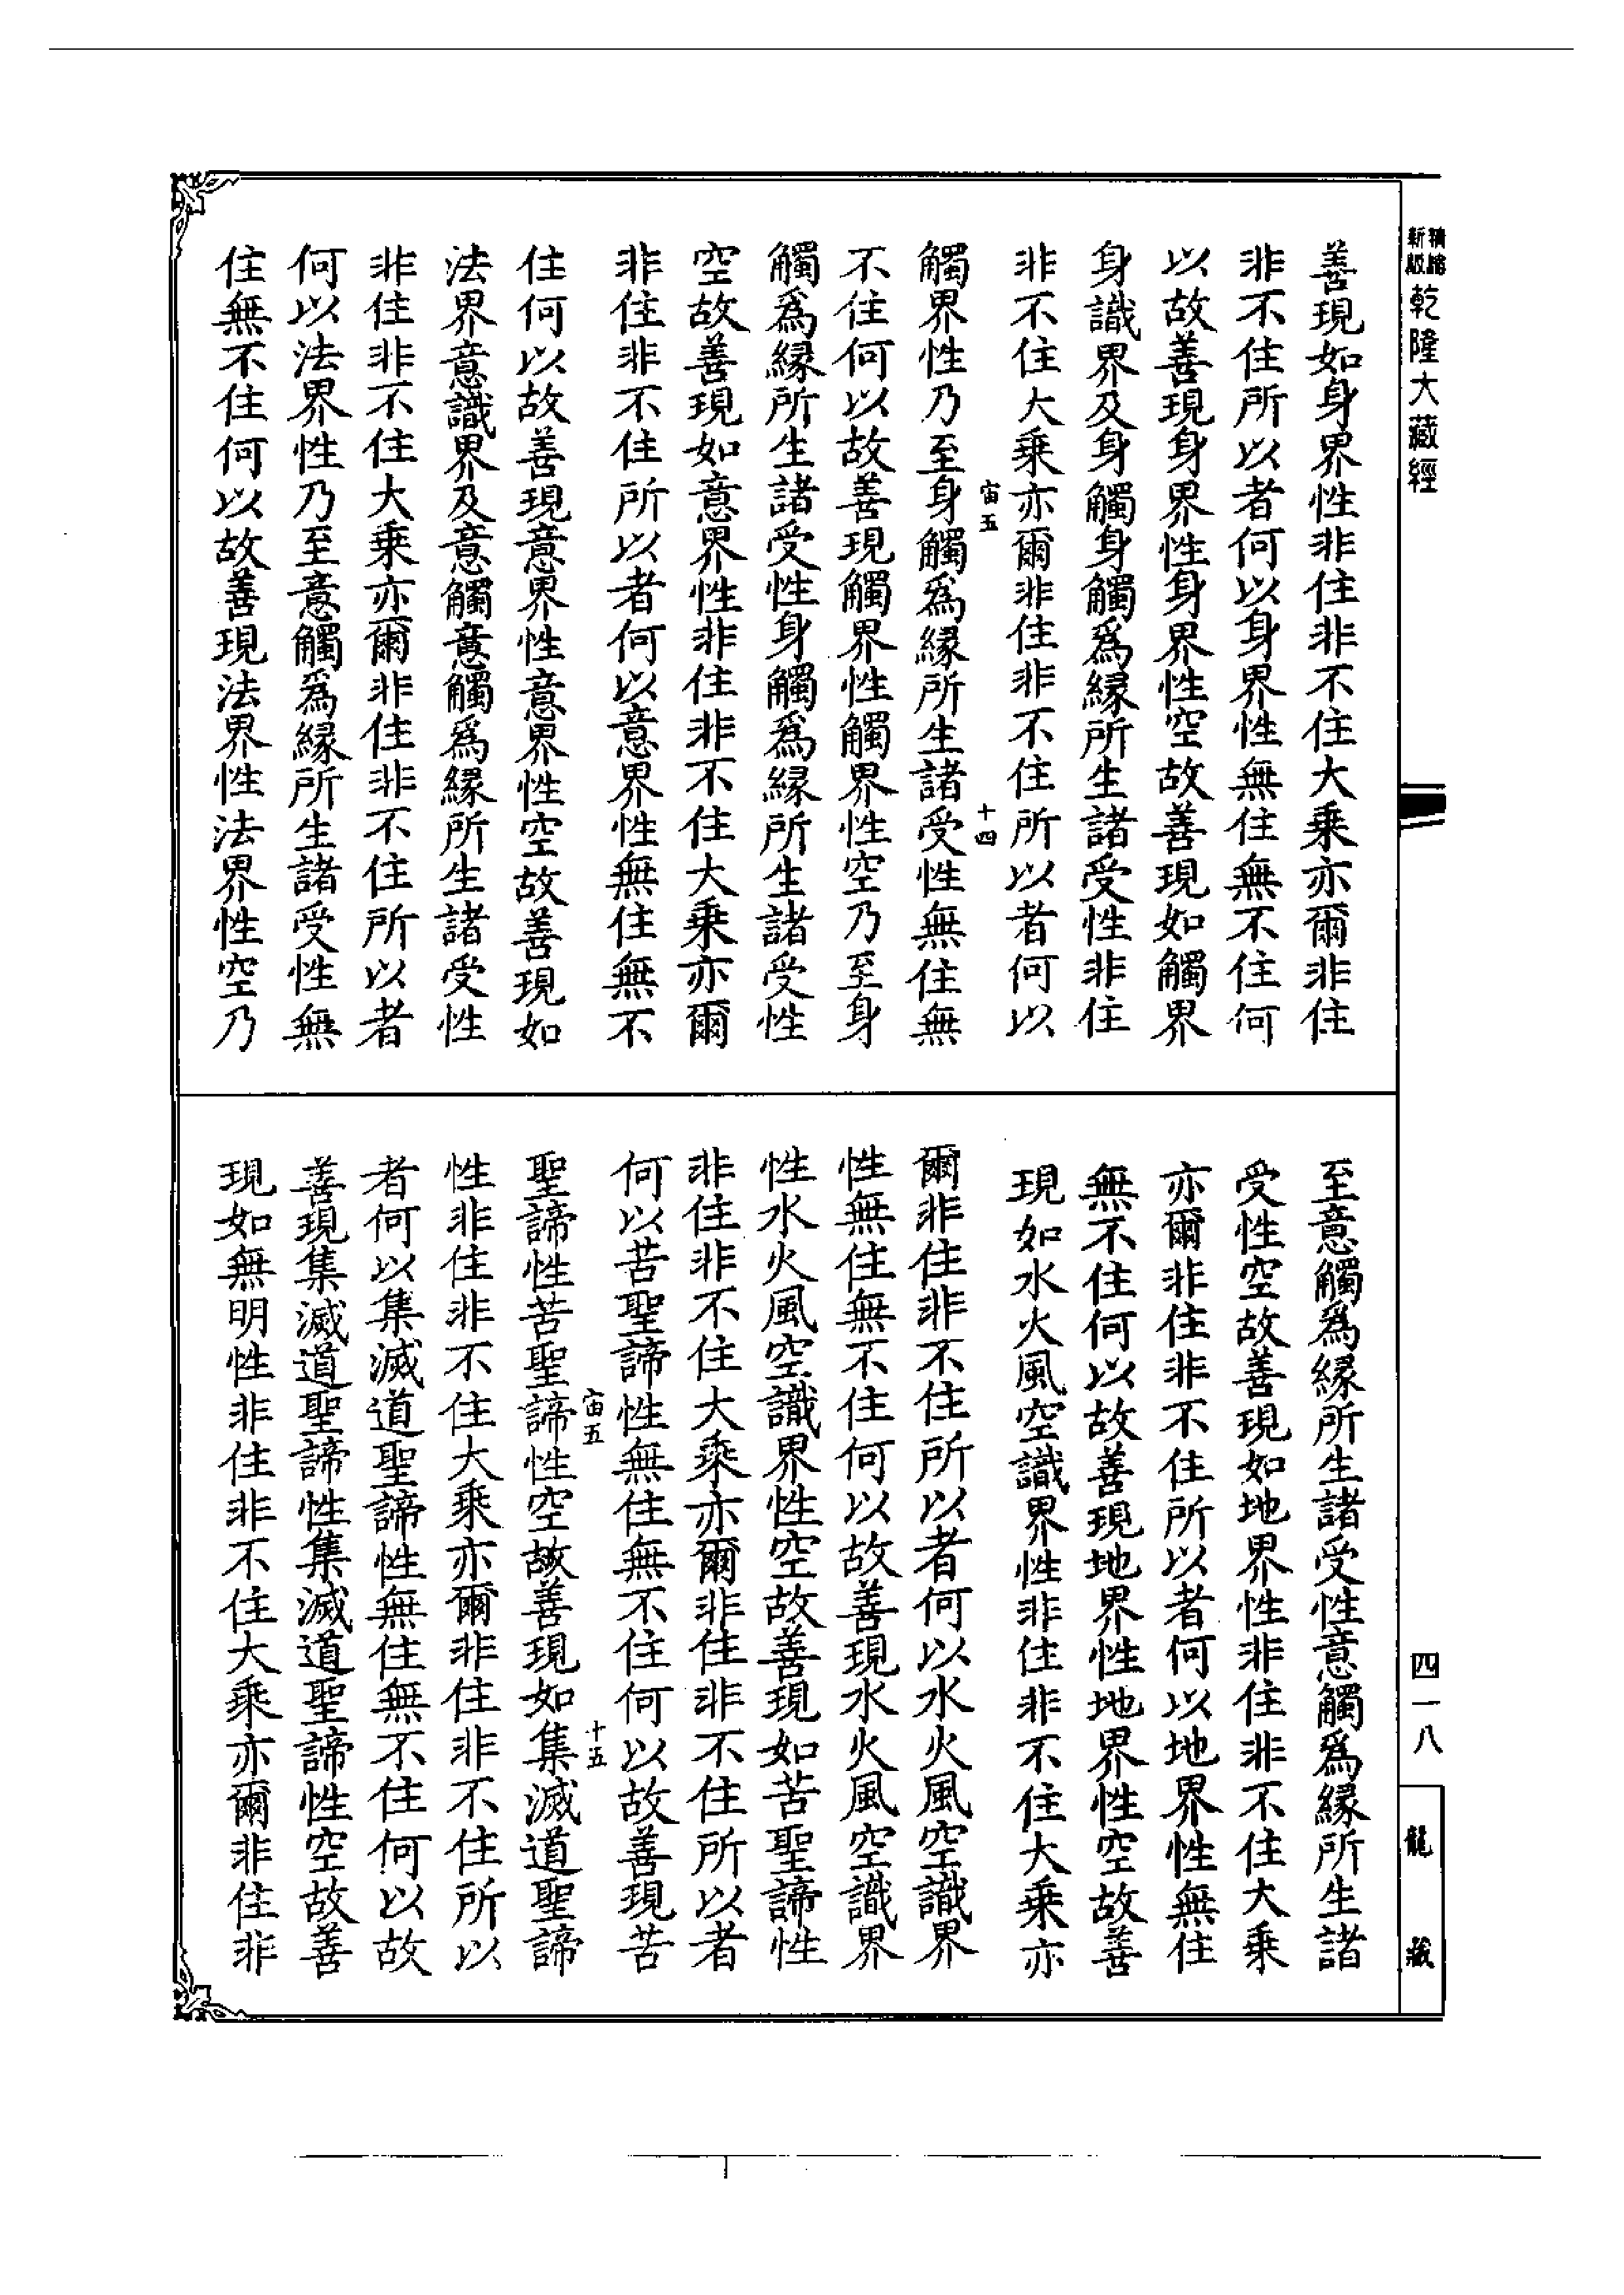 精縮
新版
乾隆大藏經
四一八
龍藏
善現如身界性非住非不住大乘亦爾非住
非不住所以者何以身界性無住無不住何
以故善現身界性身界性空故善現如觸界
身識界及身觸身觸爲緣所生諸受性非住
非不住大乘亦爾非住非不住所以者何以
宙五
十四
觸界性乃至身觸爲緣所生諸受性無住無
不住何以故善現觸界性觸界性空乃至身
觸爲緣所生諸受性身觸爲緣所生諸受性
空故善現如意界性非住非不住大乘亦爾
非住非不住所以者何以意界性無住無不
住何以故善現意界性意界性空故善現如
法界意識界及意觸意觸爲緣所生諸受性
非住非不住大乘亦爾非住非不住所以者
何以法界性乃至意觸爲緣所生諸受性無
住無不住何以故善現法界性法界性空乃
至意觸爲緣所生諸受性意觸爲緣所生諸
受性空故善現如地界性非住非不住大乘
亦爾非住非不住所以者何以地界性無住
無不住何以故善現地界性地界性空故善
現如水火風空識界性非住非不住大乘亦
爾非住非不住所以者何以水火風空識界
性無住無不住何以故善現水火風空識界
性水火風空識界性空故善現如苦聖諦性
非住非不住大乘亦爾非住非不住所以者
何以苦聖諦性無住無不住何以故善現苦
宙五
十五
聖諦性苦聖諦性空故善現如集滅道聖諦
性非住非不住大乘亦爾非住非不住所以
者何以集滅道聖諦性無住無不住何以故
善現集滅道聖諦性集滅道聖諦性空故善
現如無明性非住非不住大乘亦爾非住非